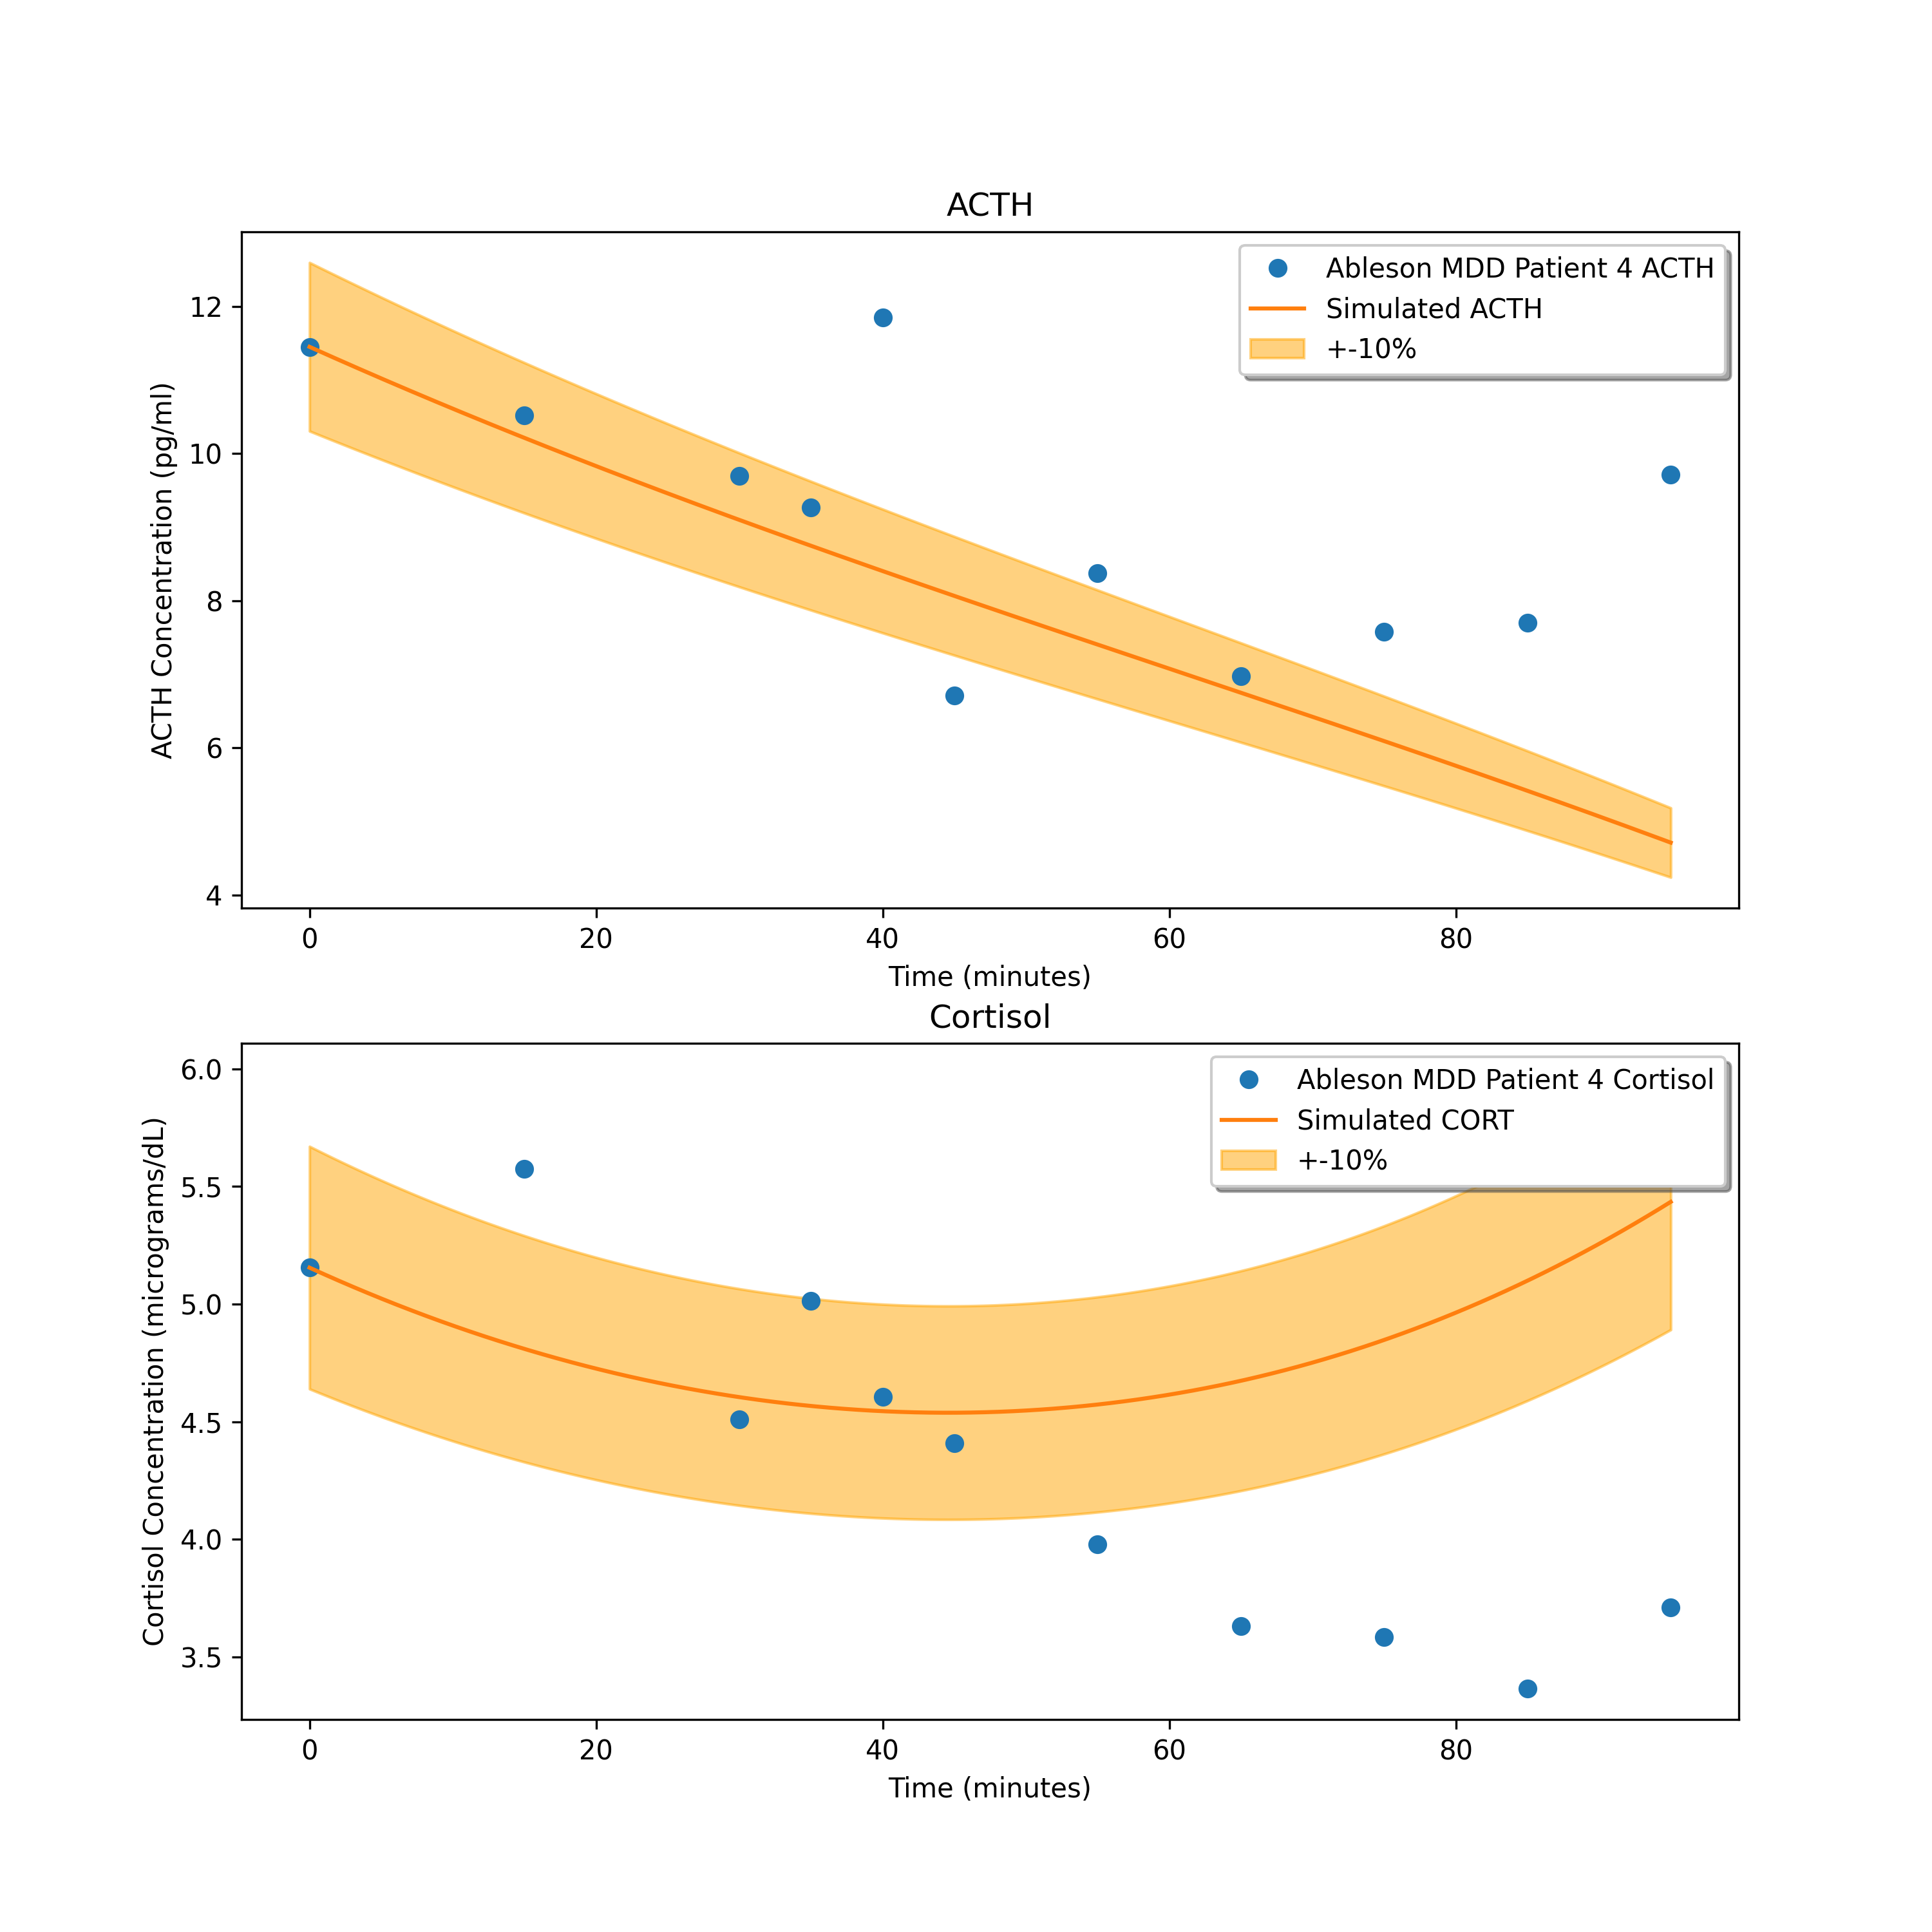 ACTH
Ableson MDD Patient 4 ACTH
Simulated ACTH
+-10%
ACTH Concentration (pg/ml)
12
10
8
6
4
0 20 40 60 80
Time (minutes)
Cortisol
Ableson MDD Patient 4 Cortisol
Simulated CORT
+-10%
Cortisol Concentration (micrograms/dL)
6.0
5.5
5.0
4.5
4.0
3.5
0 20 40 60 80
Time (minutes)